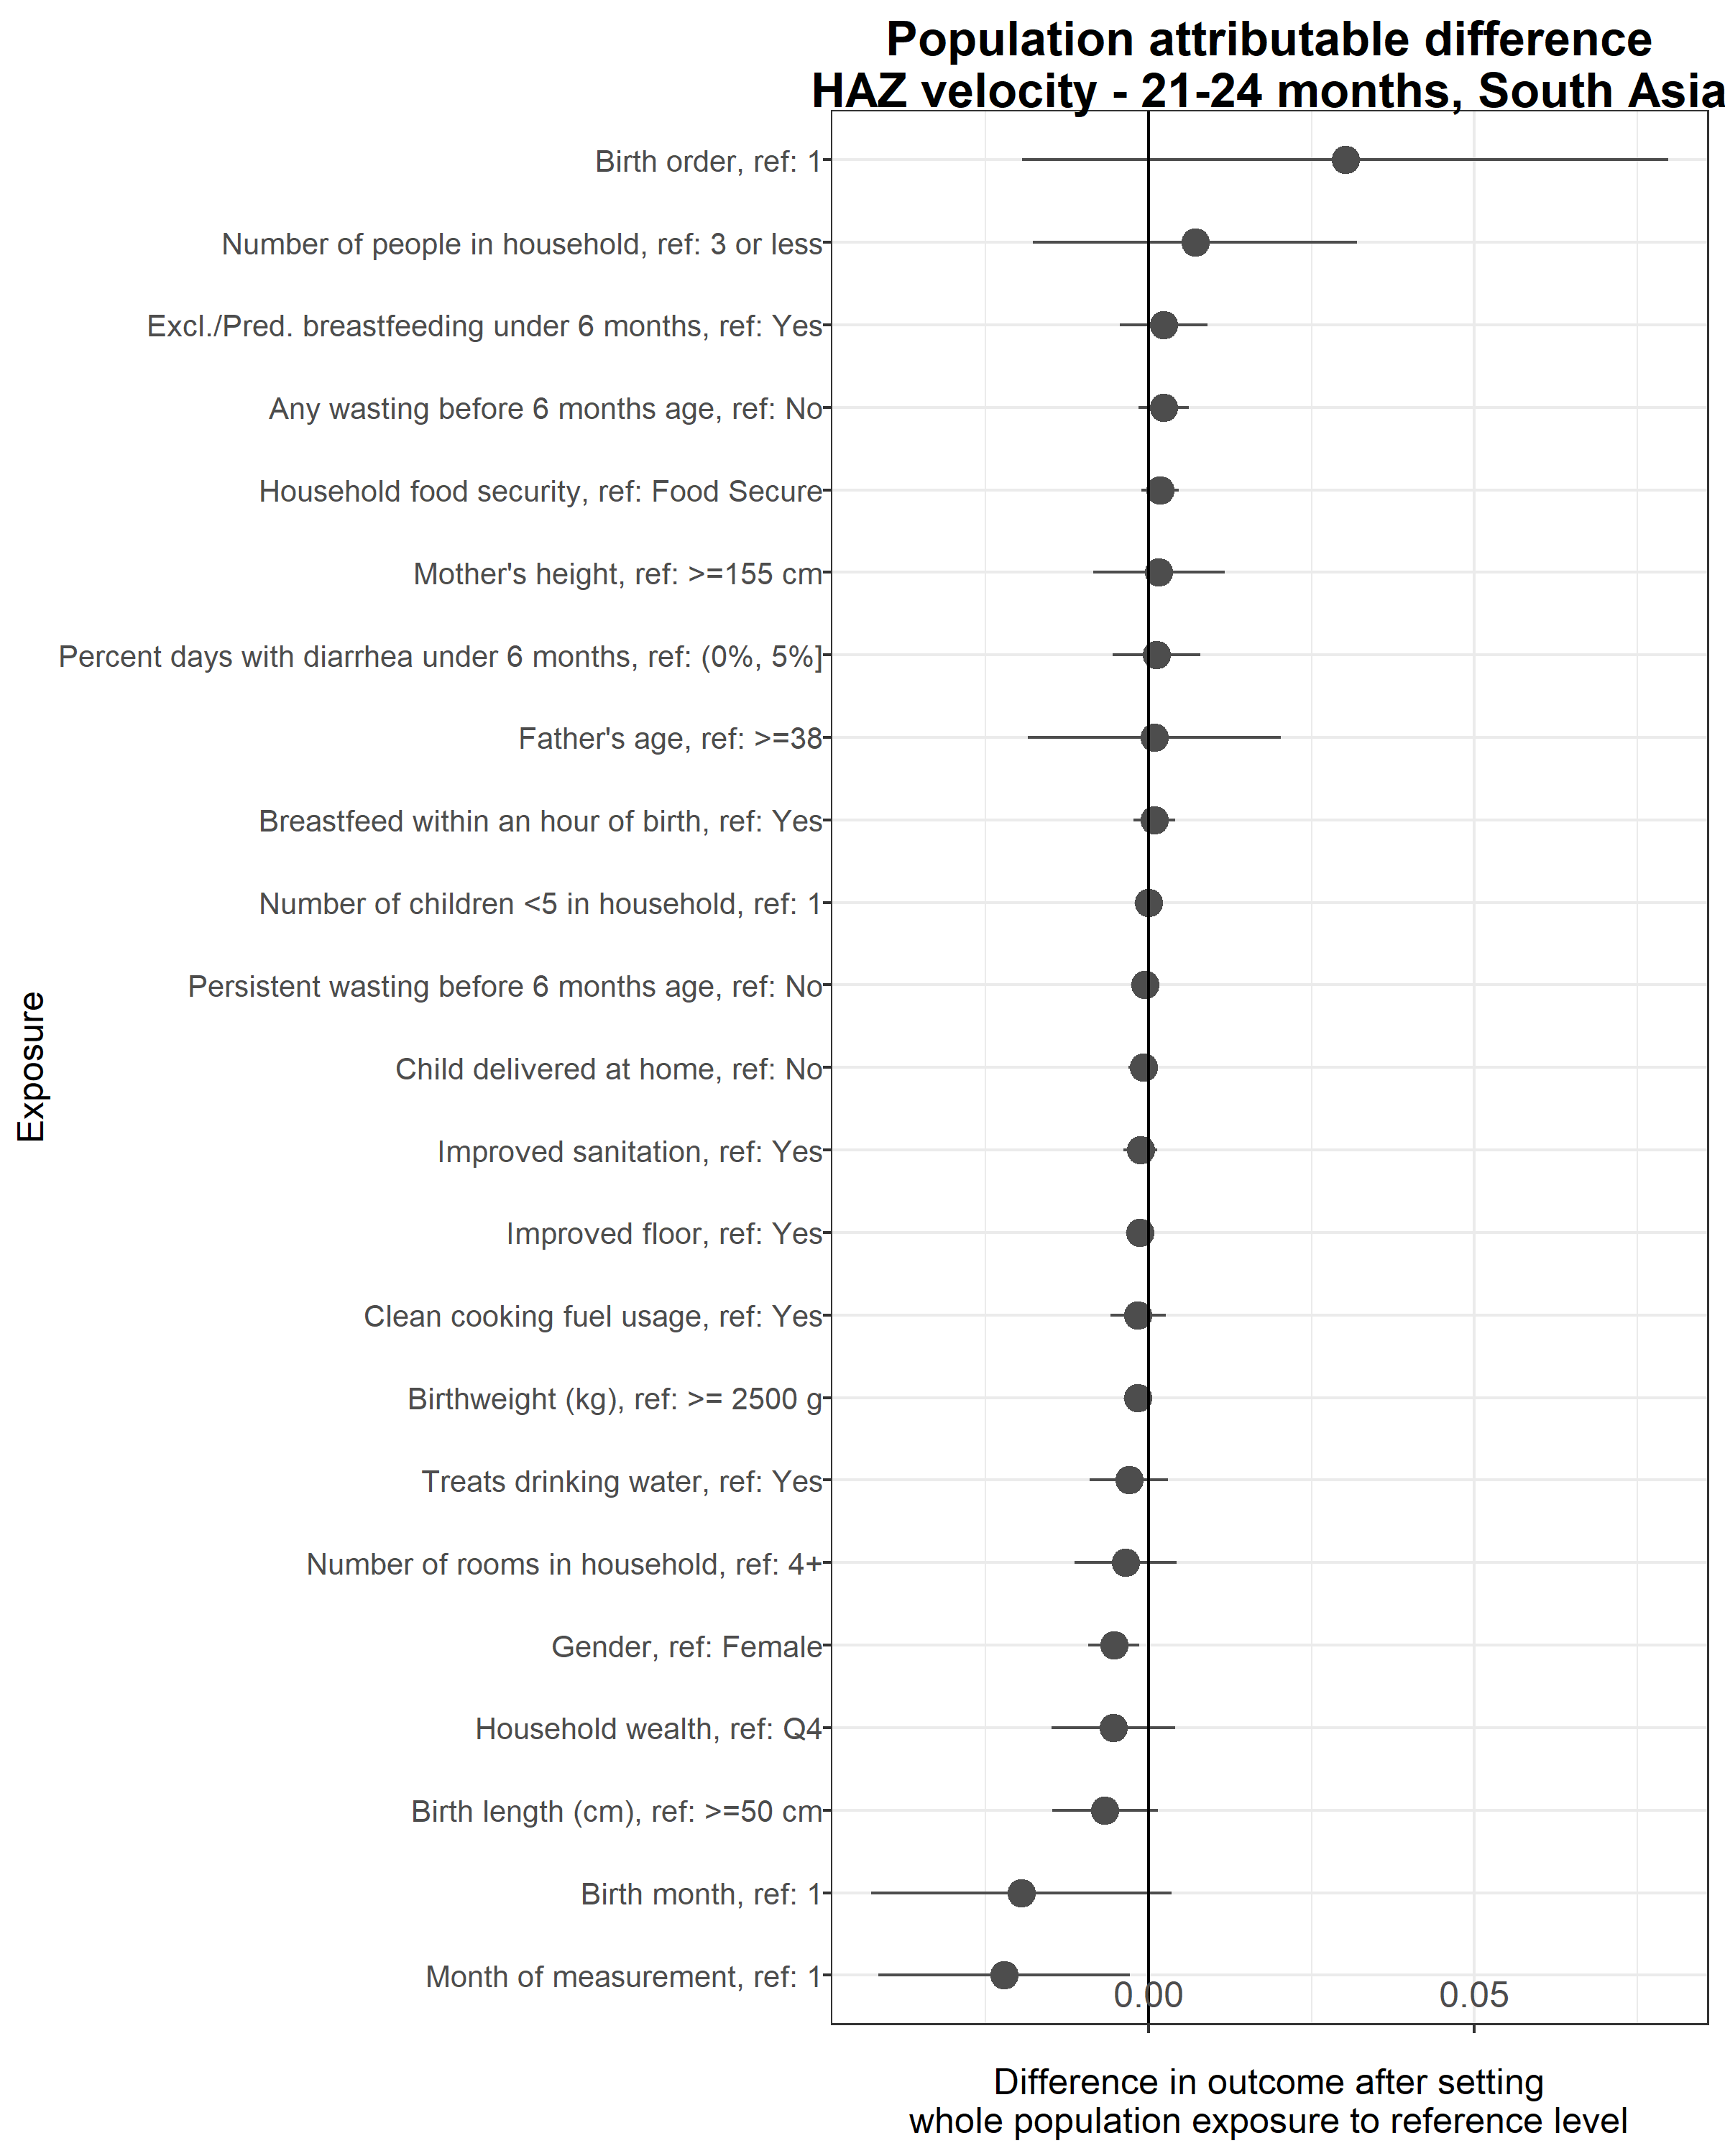 Population attributable difference
HAZ velocity - 21-24 months, South Asia
Birth order, ref: 1
Number of people in household, ref: 3 or less
Excl./Pred. breastfeeding under 6 months, ref: Yes
Any wasting before 6 months age, ref: No
Household food security, ref: Food Secure
Mother's height, ref: >=155 cm
Percent days with diarrhea under 6 months, ref: (0%, 5%]
Father's age, ref: >=38
Breastfeed within an hour of birth, ref: Yes
Number of children <5 in household, ref: 1
Persistent wasting before 6 months age, ref: No
Child delivered at home, ref: No
Improved sanitation, ref: Yes
Improved floor, ref: Yes
Clean cooking fuel usage, ref: Yes
Birthweight (kg), ref: >= 2500 g
Treats drinking water, ref: Yes
Number of rooms in household, ref: 4+
Gender, ref: Female
Household wealth, ref: Q4
Birth length (cm), ref: >=50 cm
Birth month, ref: 1
Month of measurement, ref: 1
Exposure
0.00 0.05
Difference in outcome after setting
whole population exposure to reference level